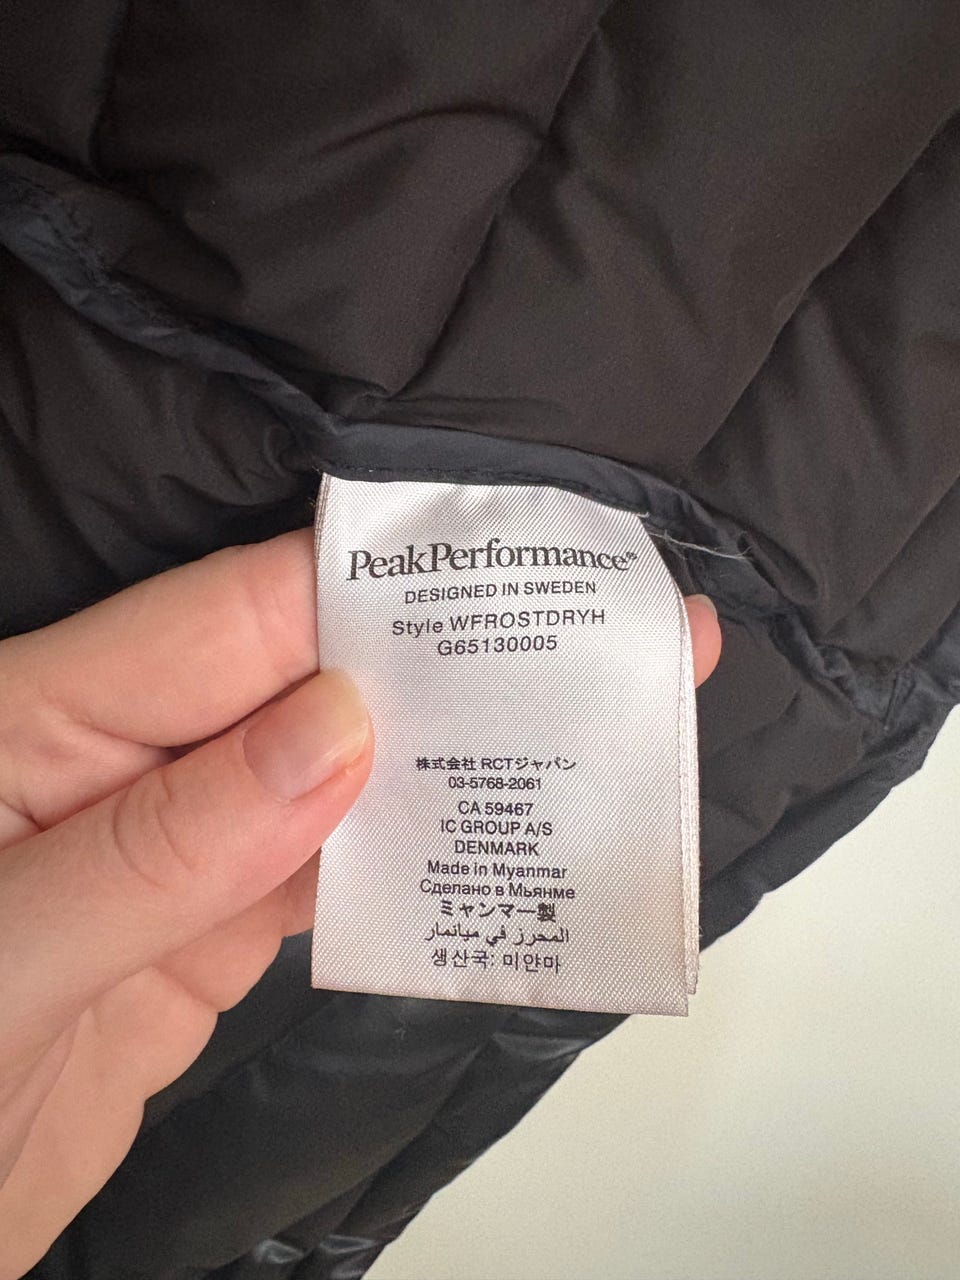 PeakPerformance®
DESIGNED IN SWEDEN
Style WFROSTDRYH
G65130005
株式会社 RCTジャパン
03-5768-2061
CA 59467
IC GROUP A/S
DENMARK
Made in Myanmar
Сделано в Мьянме
ミャンマー製
المحرز في ميانمار
생산국: 미얀마